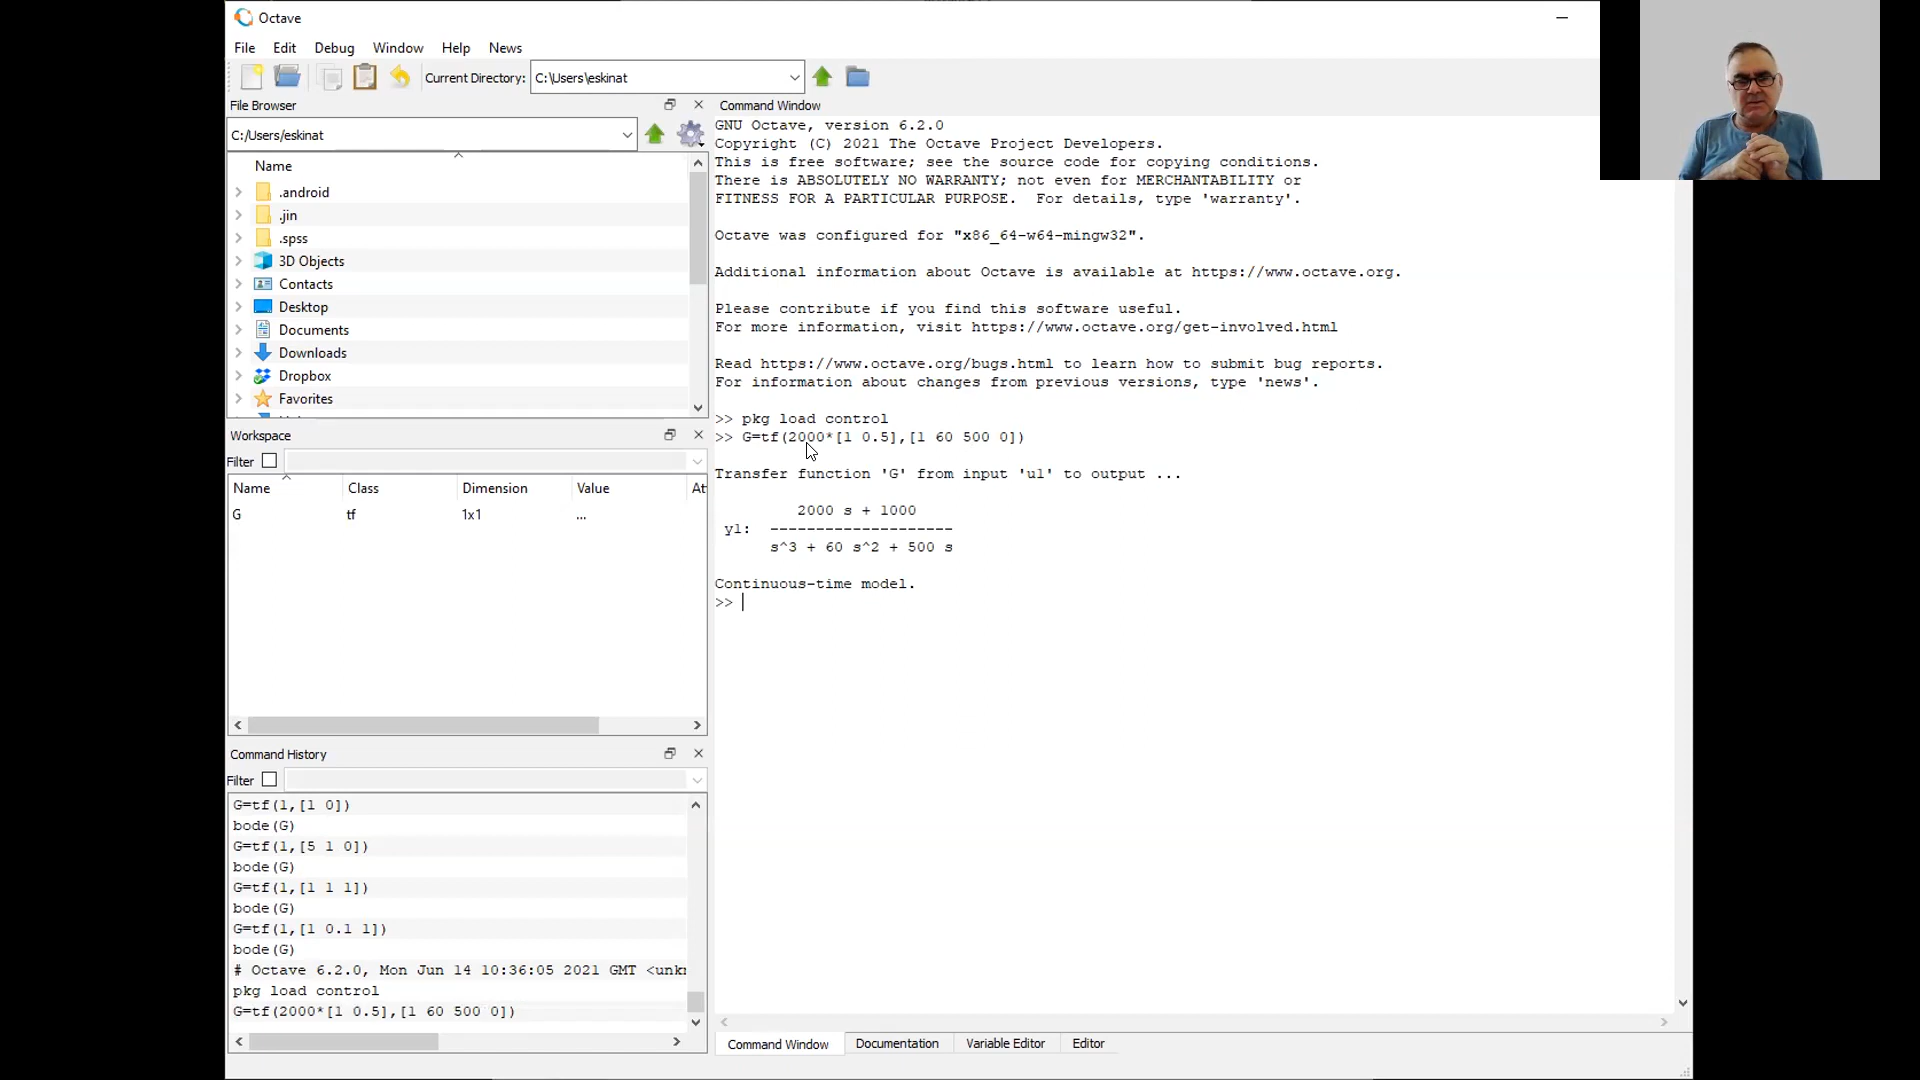 Octave
File Edit Debug Window Help News
Current Directory: C:\Users\eskinat
File Browser
C:/Users/eskinat
Name
.android
.jin
.spss
3D Objects
Contacts
Desktop
Documents
Downloads
Dropbox
Favorites
Workspace
Filter
Name Class Dimension Value At
G tf 1x1 ...
Command History
Filter
G=tf(1,[1 0])
bode(G)
G=tf(1,[5 1 0])
bode(G)
G=tf(1,[1 1 1])
bode(G)
G=tf(1,[1 0.1 1])
bode(G)
# Octave 6.2.0, Mon Jun 14 10:36:05 2021 GMT <unkn
pkg load control
G=tf(2000*[1 0.5],[1 60 500 0])
Command Window
GNU Octave, version 6.2.0
Copyright (C) 2021 The Octave Project Developers.
This is free software; see the source code for copying conditions.
There is ABSOLUTELY NO WARRANTY; not even for MERCHANTABILITY or
FITNESS FOR A PARTICULAR PURPOSE.  For details, type 'warranty'.
Octave was configured for "x86_64-w64-mingw32".
Additional information about Octave is available at https://www.octave.org.
Please contribute if you find this software useful.
For more information, visit https://www.octave.org/get-involved.html
Read https://www.octave.org/bugs.html to learn how to submit bug reports.
For information about changes from previous versions, type 'news'.
>> pkg load control
>> G=tf(2000*[1 0.5],[1 60 500 0])
Transfer function 'G' from input 'u1' to output ...
2000 s + 1000
y1:  --------------------
s^3 + 60 s^2 + 500 s
Continuous-time model.
>>
Command Window Documentation Variable Editor Editor